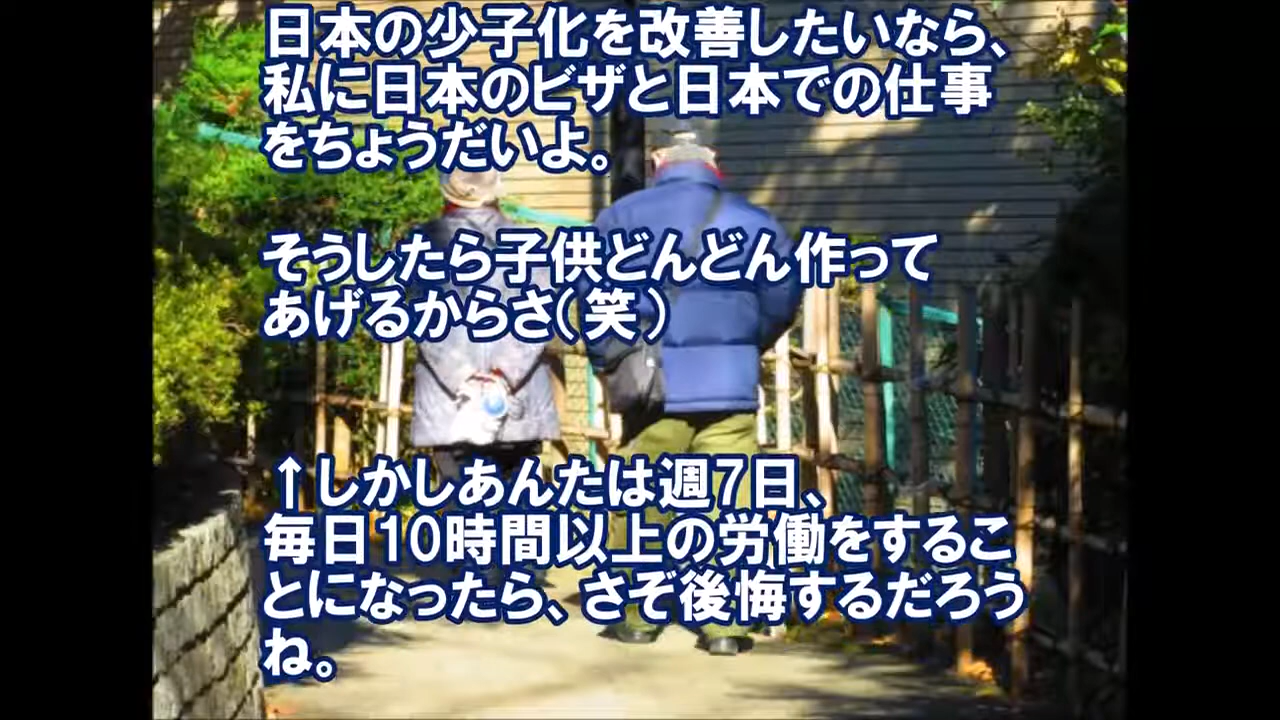 日本の少子化を改善したいなら、
私に日本のビザと日本での仕事
をちょうだいよ。
そうしたら子供どんどん作って
あげるからさ(笑)
↑しかしあんたは週7日、
毎日10時間以上の労働をするこ
とになったら、さぞ後悔するだろう
ね。